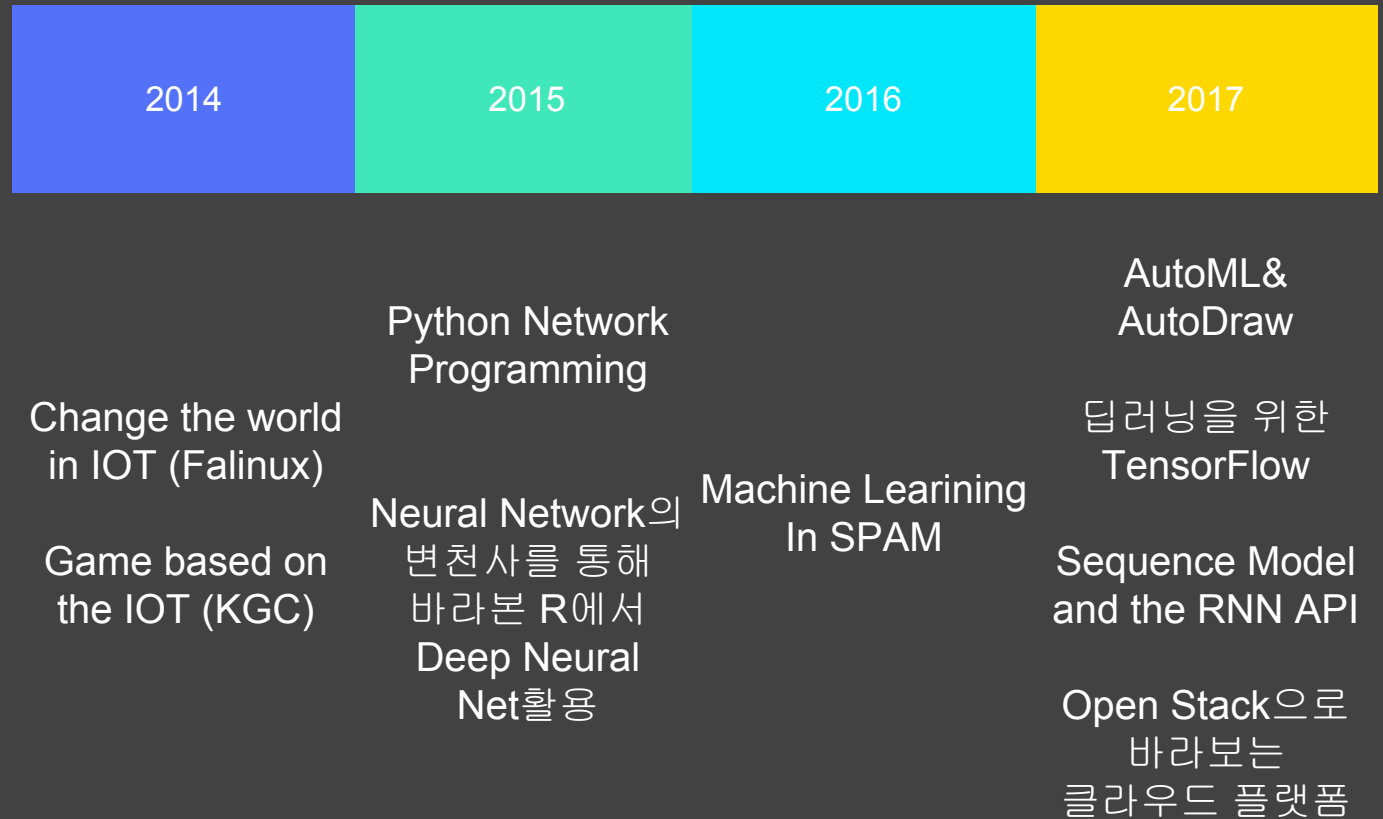 2014
2015
2016
2017
Change the world
in IOT (Falinux)
Game based on
the IOT (KGC)
Python Network
Programming
Neural Network의
변천사를 통해
바라본 R에서
Deep Neural
Net활용
Machine Learining
In SPAM
AutoML&
AutoDraw
딥러닝을 위한
TensorFlow
Sequence Model
and the RNN API
Open Stack으로
바라보는
클라우드 플랫폼